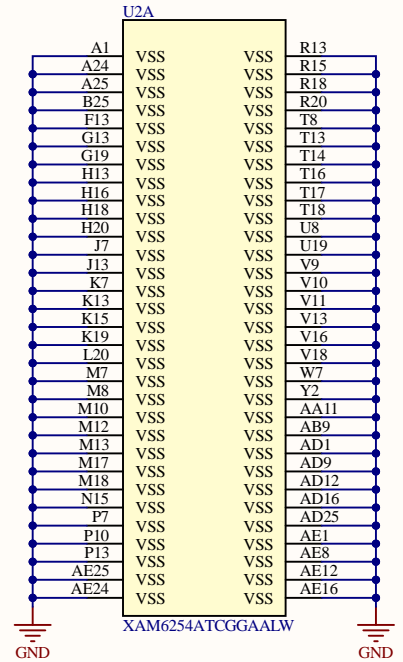 U2A
A1 VSS VSS R13
A24 VSS VSS R15
A25 VSS VSS R18
B25 VSS VSS R20
F13 VSS VSS T8
G13 VSS VSS T13
G19 VSS VSS T14
H13 VSS VSS T16
H16 VSS VSS T17
H18 VSS VSS T18
H20 VSS VSS U8
J7 VSS VSS U19
J13 VSS VSS V9
K7 VSS VSS V10
K13 VSS VSS V11
K15 VSS VSS V13
K19 VSS VSS V16
L20 VSS VSS V18
M7 VSS VSS W7
M8 VSS VSS Y2
M10 VSS VSS AA11
M12 VSS VSS AB9
M13 VSS VSS AD1
M17 VSS VSS AD9
M18 VSS VSS AD12
N15 VSS VSS AD16
P7 VSS VSS AD25
P10 VSS VSS AE1
P13 VSS VSS AE8
AE25 VSS VSS AE12
AE24 VSS VSS AE16
XAM6254ATCGGAALW
GND GND